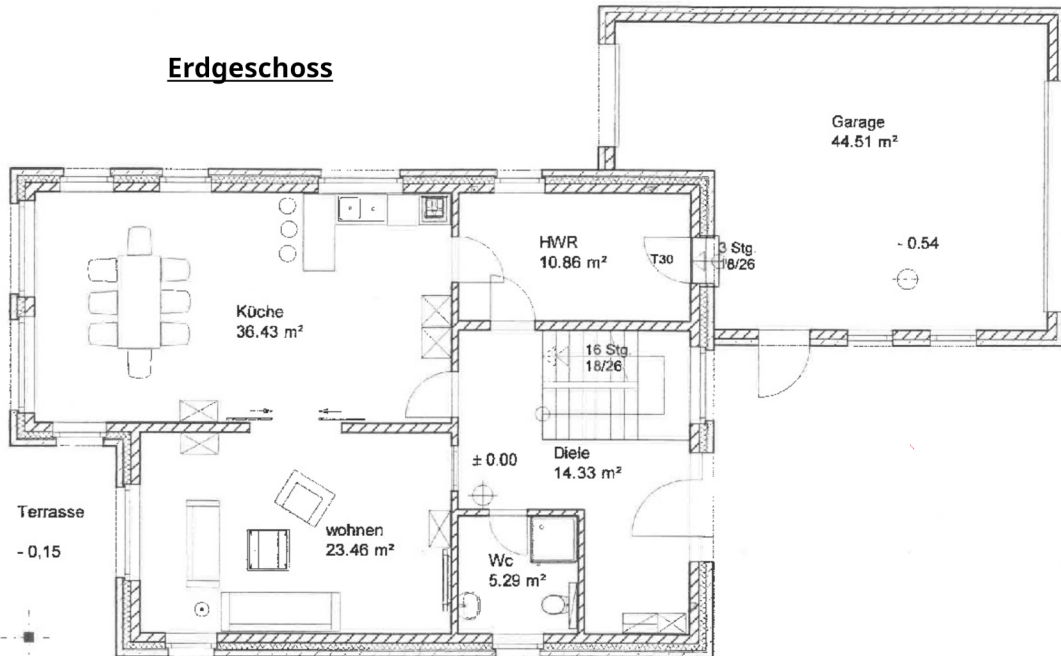 Erdgeschoss
Garage
44.51 m²
HWR
10.86 m²
T30
3 Stg.
18/26
- 0.54
Küche
36.43 m²
16 Stg.
18/26
± 0.00
Diele
14.33 m²
Terrasse
- 0,15
wohnen
23.46 m²
Wc
5.29 m²